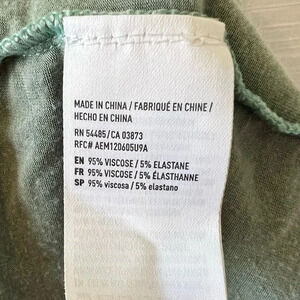 MADE IN CHINA / FABRIQUÉ EN CHINE /
HECHO EN CHINA
RN 54485/CA 03873
RFC# AEM120605U9A
EN 95% VISCOSE / 5% ELASTANE
FR 95% VISCOSE / 5% ÉLASTHANNE
SP 95% viscosa / 5% elastano